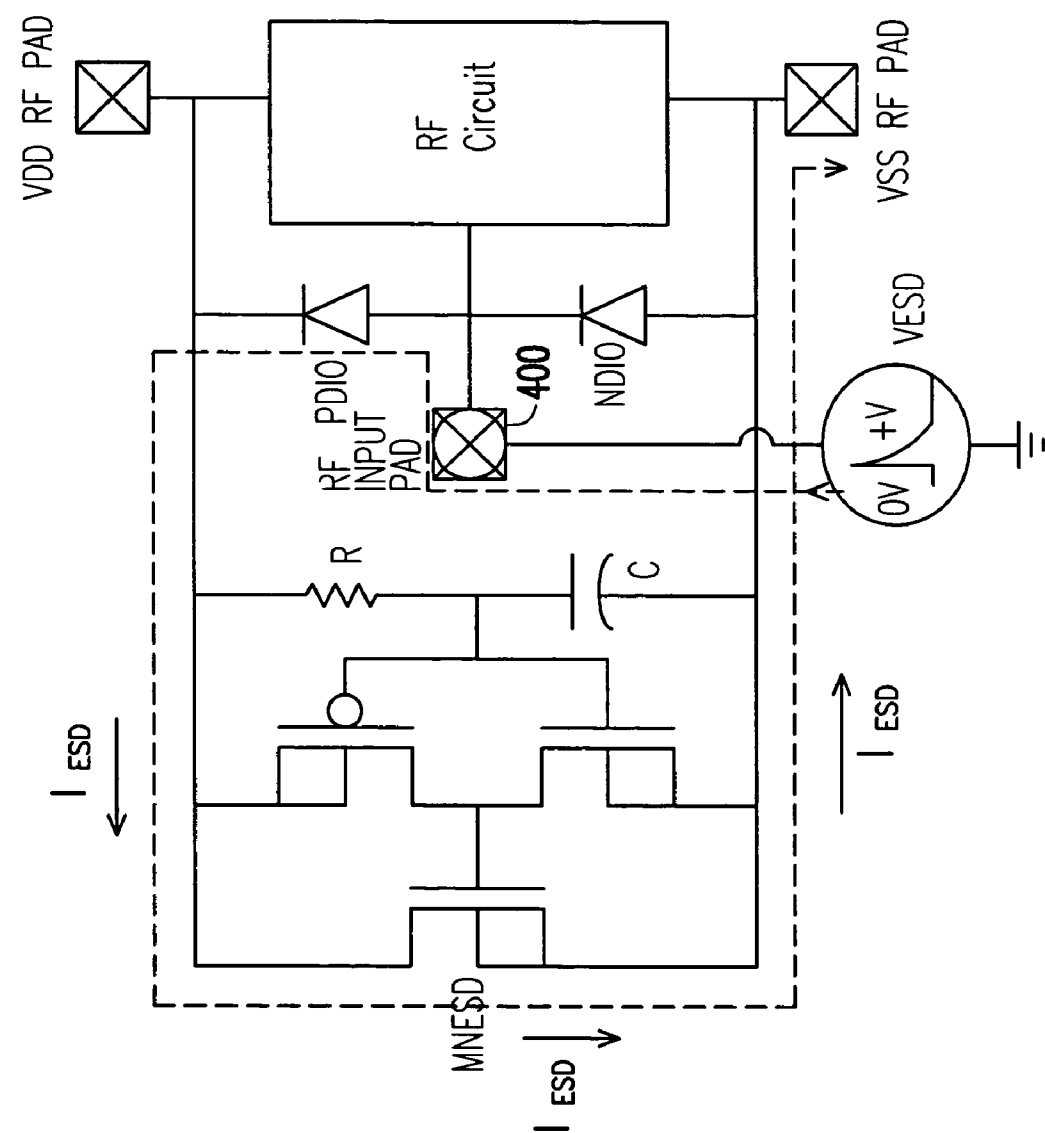 VDD RF PAD
RF
Circuit
VSS RF PAD
PDIO
NDIO
RF
INPUT
PAD
400
VESD
0V
+V
R
C
I ESD
I ESD
MNESD
I ESD